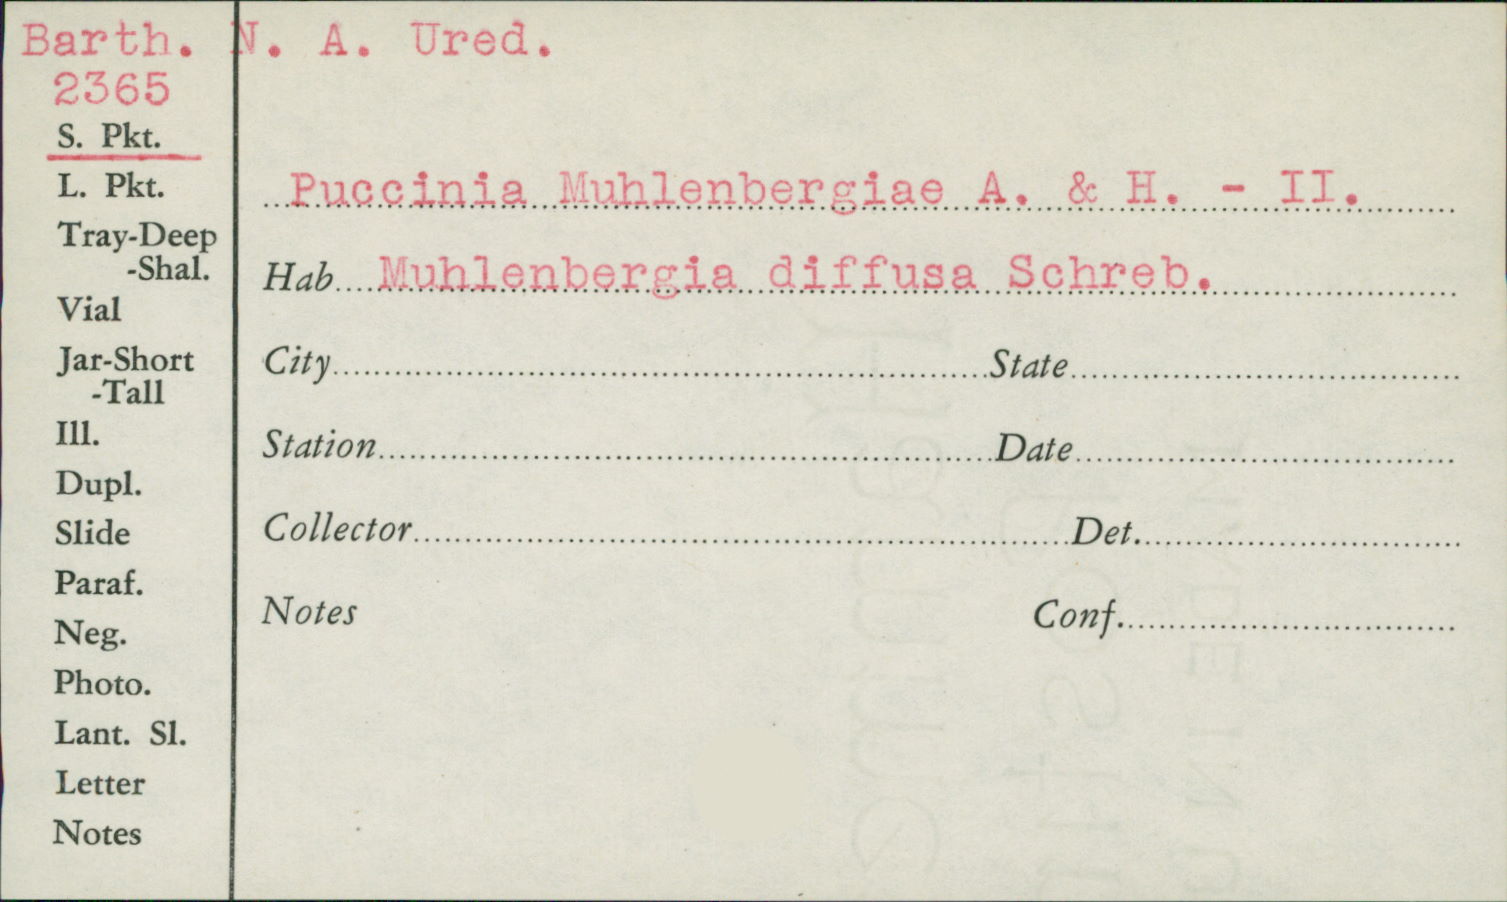 Barth. N. A. Ured.
2365
S. Pkt.
L. Pkt.
Tray-Deep
-Shal.
Vial
Jar-Short
-Tall
Ill.
Dupl.
Slide
Paraf.
Neg.
Photo.
Lant. Sl.
Letter
Notes
Puccinia Muhlenbergiae A. & H. - II.
Hab Muhlenbergia diffusa Schreb.
City State
Station Date
Collector Det.
Notes Conf.